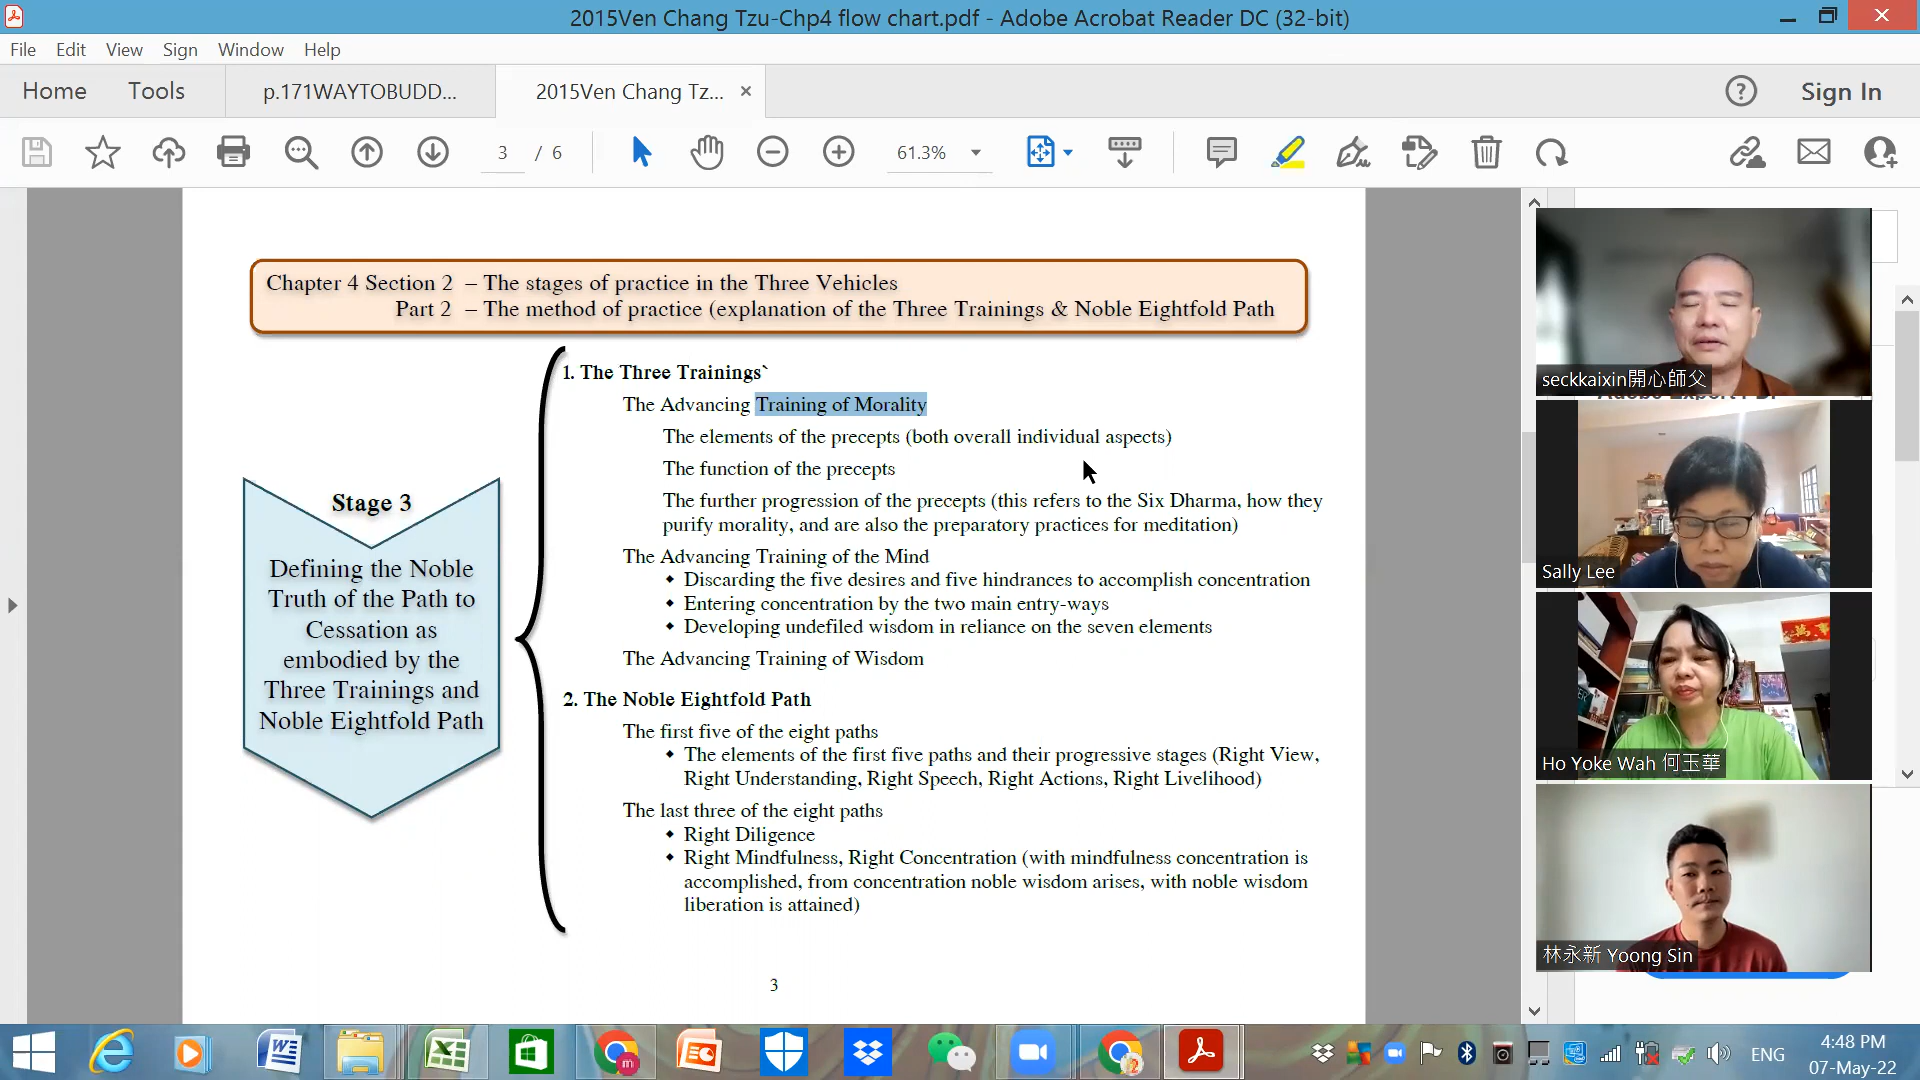 2015Ven Chang Tzu-Chp4 flow chart.pdf - Adobe Acrobat Reader DC (32-bit)
File Edit View Sign Window Help
Home Tools p.171WAYTOBUDD... 2015Ven Chang Tz... × Sign In
3 / 6 61.3%
Chapter 4 Section 2 – The stages of practice in the Three Vehicles
Part 2 – The method of practice (explanation of the Three Trainings & Noble Eightfold Path
1. The Three Trainings`
The Advancing Training of Morality
The elements of the precepts (both overall individual aspects)
The function of the precepts
The further progression of the precepts (this refers to the Six Dharma, how they
purify morality, and are also the preparatory practices for meditation)
The Advancing Training of the Mind
◆ Discarding the five desires and five hindrances to accomplish concentration
◆ Entering concentration by the two main entry-ways
◆ Developing undefiled wisdom in reliance on the seven elements
The Advancing Training of Wisdom
2. The Noble Eightfold Path
The first five of the eight paths
◆ The elements of the first five paths and their progressive stages (Right View,
Right Understanding, Right Speech, Right Actions, Right Livelihood)
The last three of the eight paths
◆ Right Diligence
◆ Right Mindfulness, Right Concentration (with mindfulness concentration is
accomplished, from concentration noble wisdom arises, with noble wisdom
liberation is attained)
Stage 3
Defining the Noble
Truth of the Path to
Cessation as
embodied by the
Three Trainings and
Noble Eightfold Path
3
seckkaixin開心師父
Sally Lee
Ho Yoke Wah 何玉華
林永新 Yoong Sin
ENG
4:48 PM
07-May-22